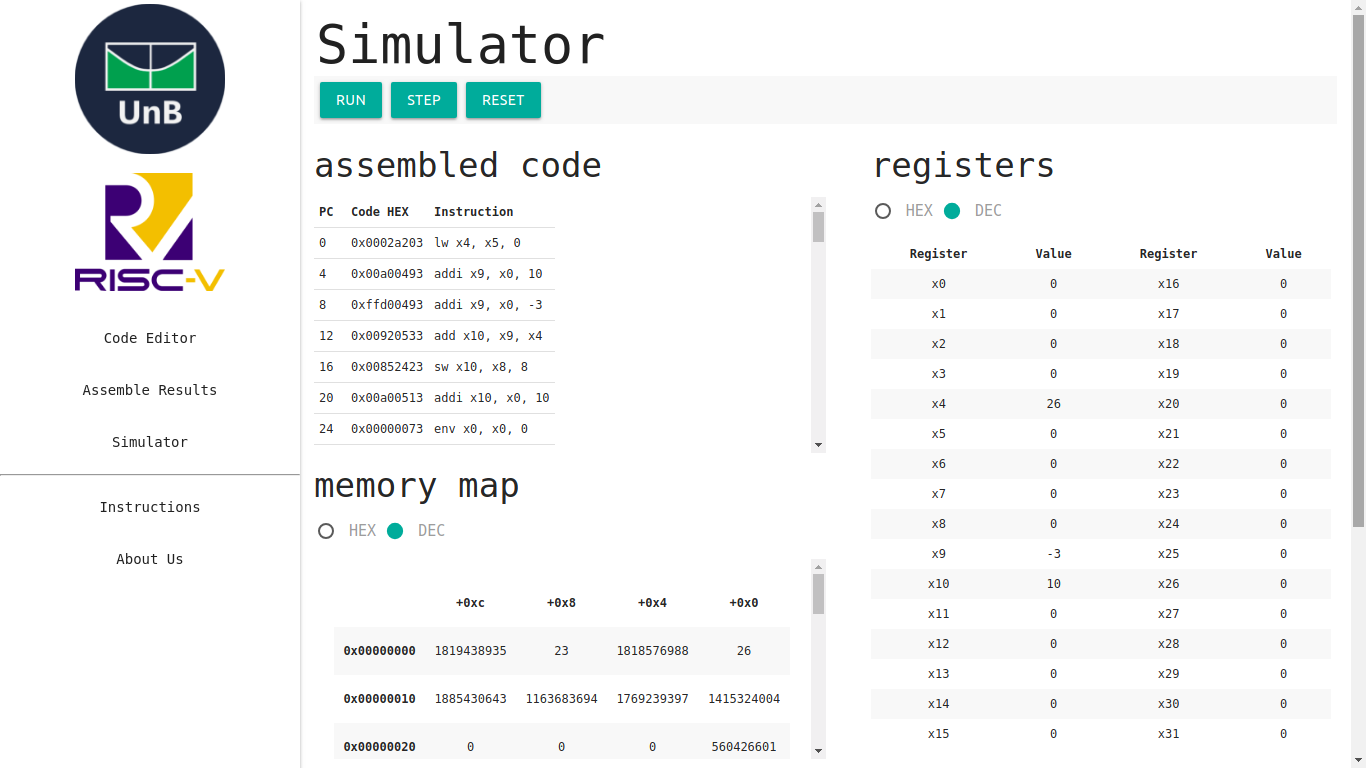 UnB
RISC-V
Code Editor
Assemble Results
Simulator
Instructions
About Us
Simulator
RUN STEP RESET
assembled code
PC Code HEX Instruction
0 0x0002a203 lw x4, x5, 0
4 0x00a00493 addi x9, x0, 10
8 0xffd00493 addi x9, x0, -3
12 0x00920533 add x10, x9, x4
16 0x00852423 sw x10, x8, 8
20 0x00a00513 addi x10, x0, 10
24 0x00000073 env x0, x0, 0
memory map
HEX DEC
+0xc +0x8 +0x4 +0x0
0x00000000 1819438935 23 1818576988 26
0x00000010 1885430643 1163683694 1769239397 1415324004
0x00000020 0 0 0 560426601
registers
HEX DEC
Register Value Register Value
x0 0 x16 0
x1 0 x17 0
x2 0 x18 0
x3 0 x19 0
x4 26 x20 0
x5 0 x21 0
x6 0 x22 0
x7 0 x23 0
x8 0 x24 0
x9 -3 x25 0
x10 10 x26 0
x11 0 x27 0
x12 0 x28 0
x13 0 x29 0
x14 0 x30 0
x15 0 x31 0